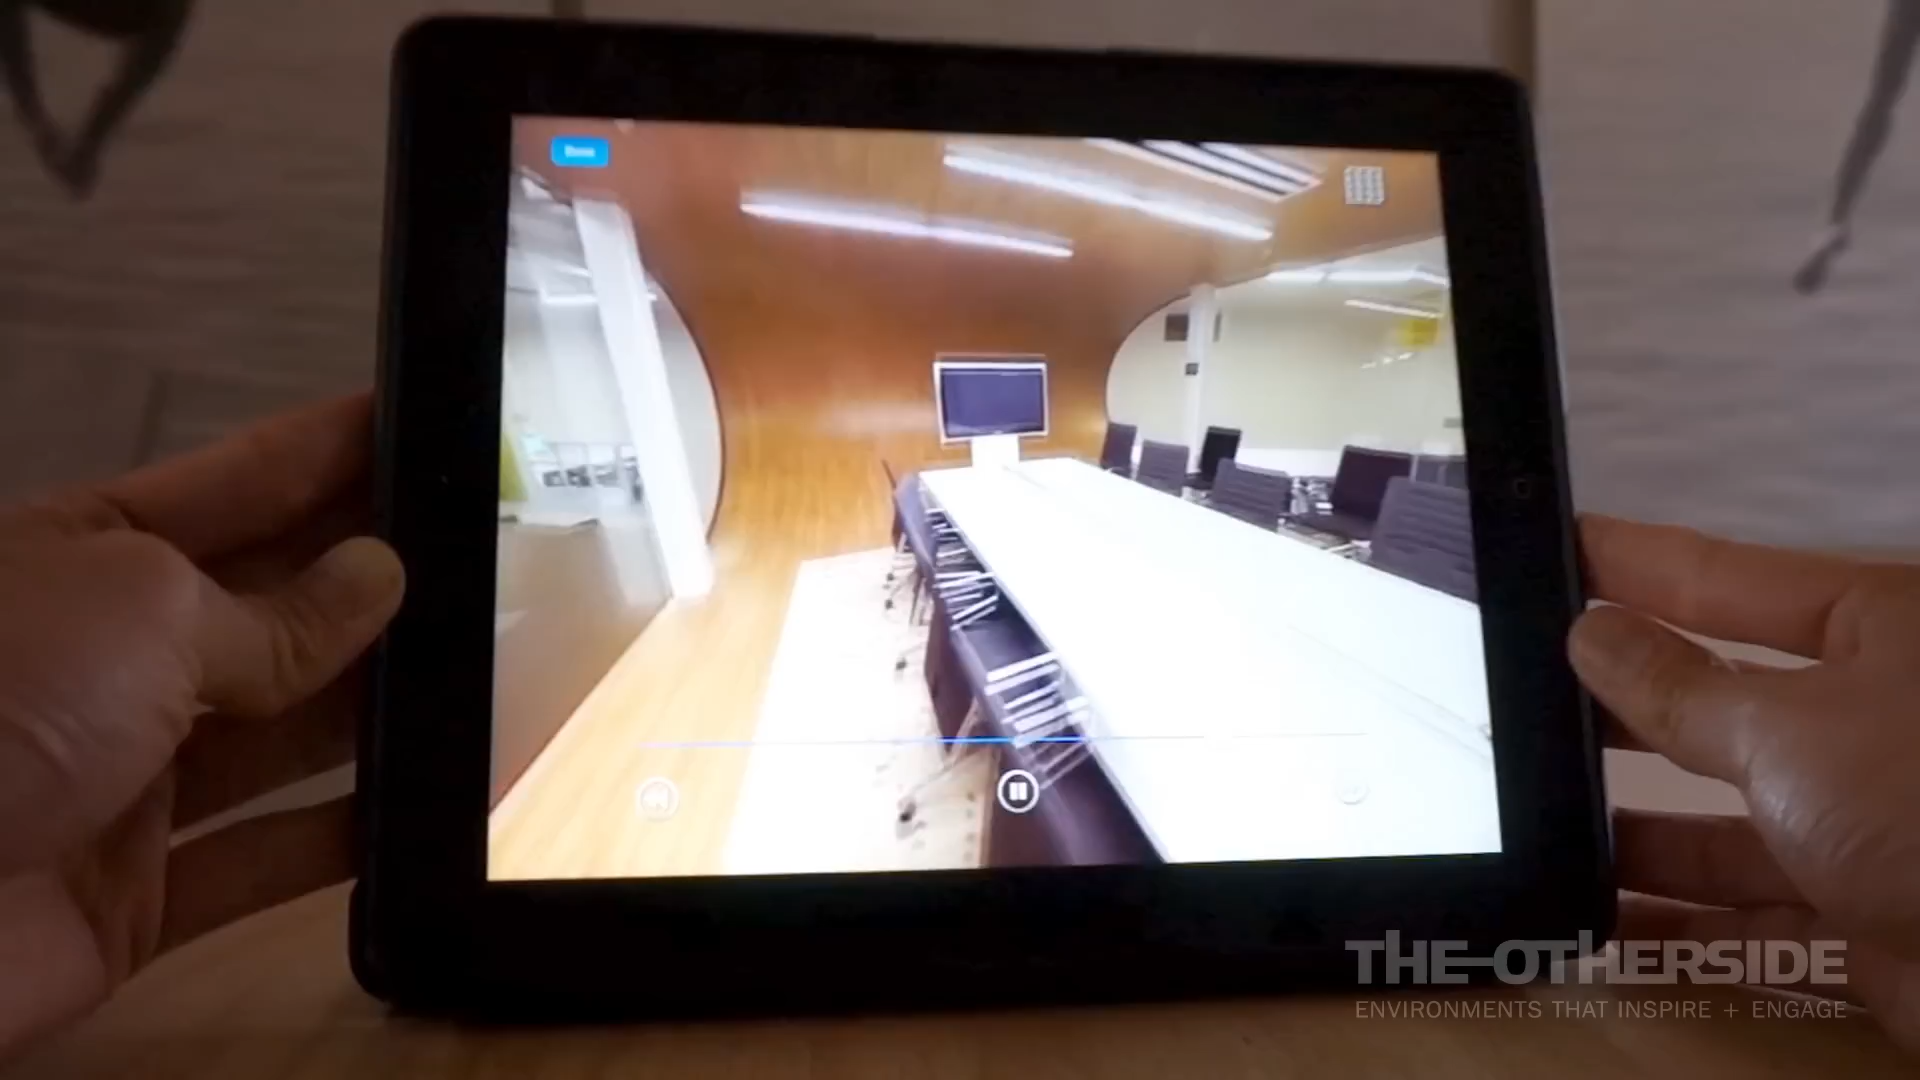 THE-OTHERSIDE
ENVIRONMENTS THAT INSPIRE + ENGAGE